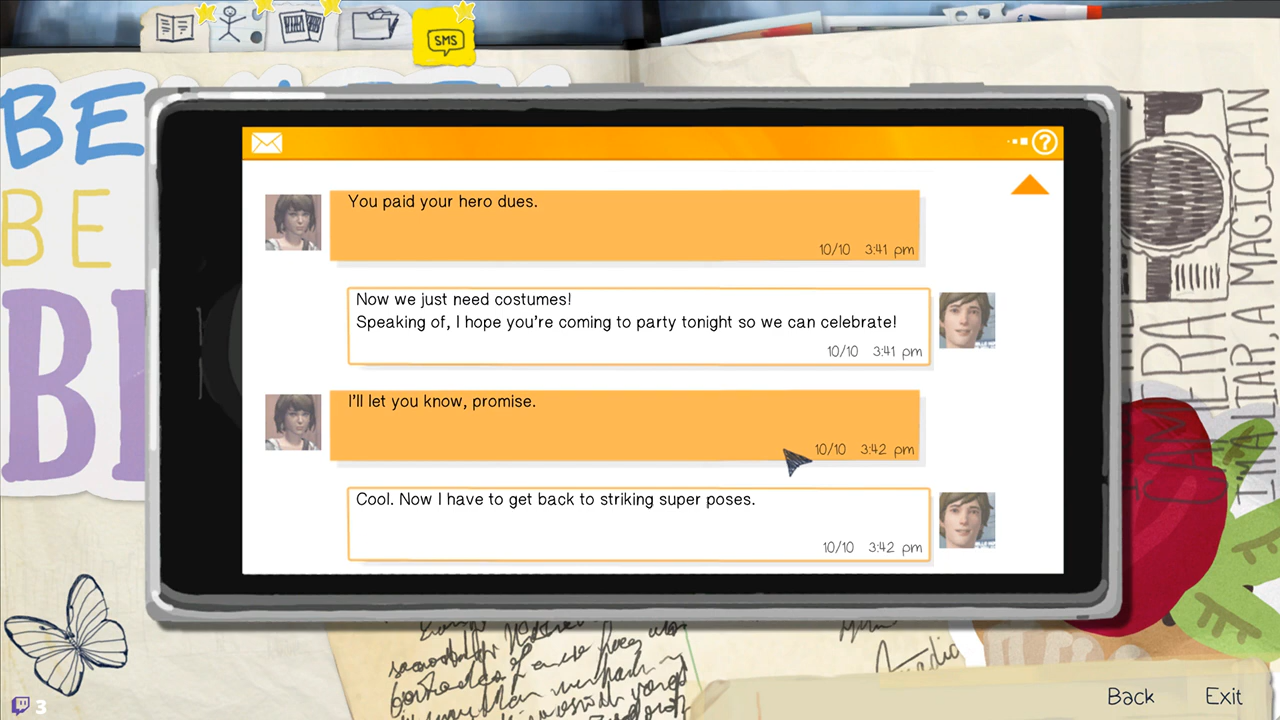 SMS
BE
BE
You paid your hero dues.
10/10 3:41 pm
Now we just need costumes!
Speaking of, I hope you're coming to party tonight so we can celebrate!
10/10 3:41 pm
I'll let you know, promise.
10/10 3:42 pm
Cool. Now I have to get back to striking super poses.
10/10 3:42 pm
CAMERA
I'M A LIAR, A MAGICIAN
Back
Exit
3